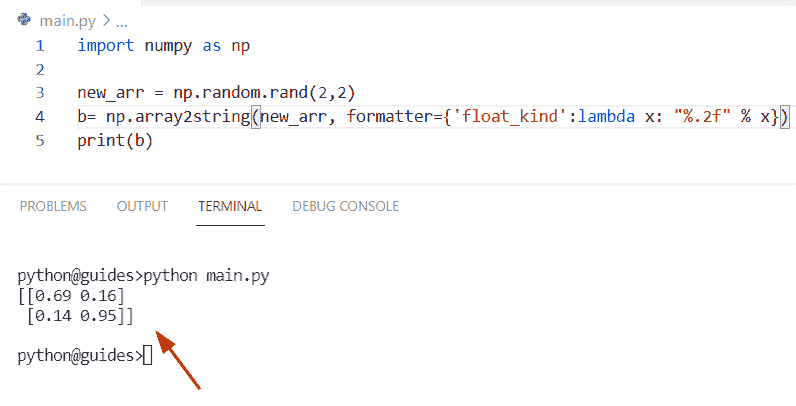 main.py > ...
1 import numpy as np
2
3 new_arr = np.random.rand(2,2)
4 b= np.array2string(new_arr, formatter={'float_kind':lambda x: "%.2f" % x})
5 print(b)
PROBLEMS OUTPUT TERMINAL DEBUG CONSOLE
python@guides>python main.py
[[0.69 0.16]
 [0.14 0.95]]
python@guides>